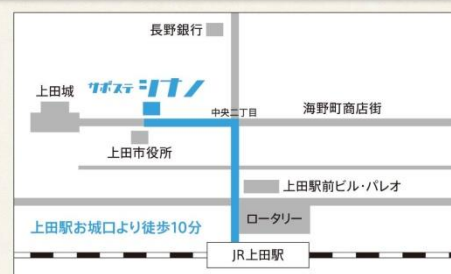 長野銀行
サポステ シナノ
上田城
中央二丁目
海野町商店街
上田市役所
上田駅前ビル・パレオ
上田駅お城口より徒歩10分
ロータリー
JR上田駅